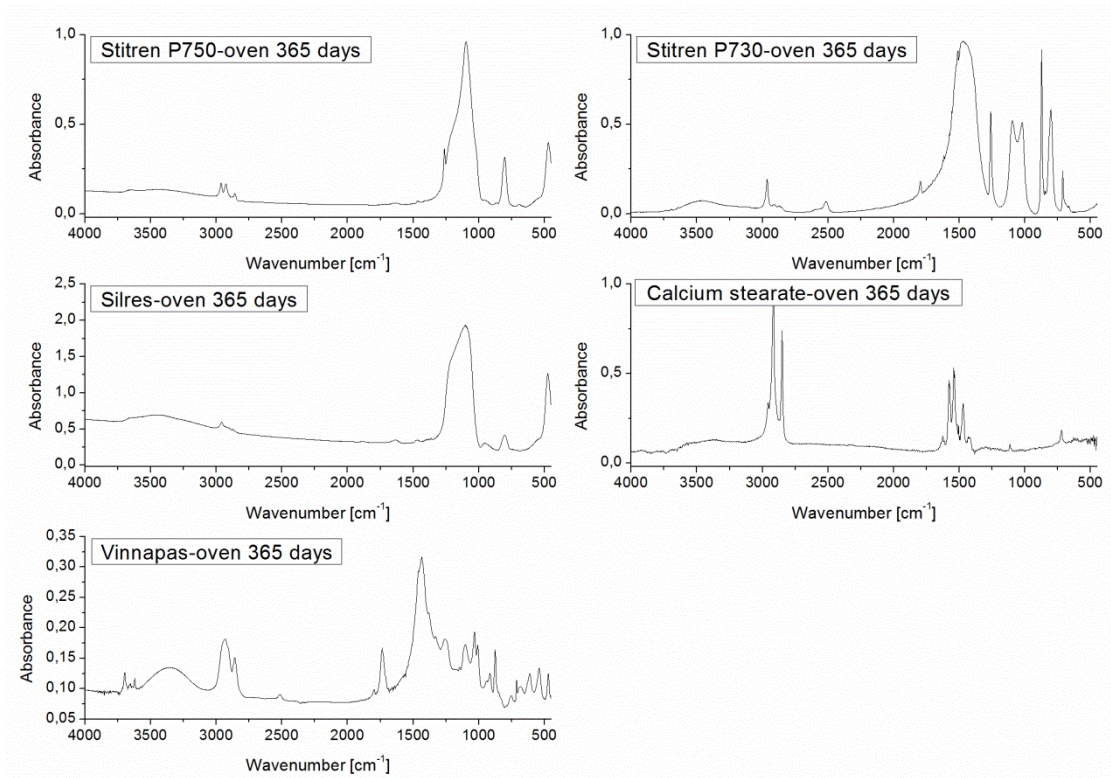 Stitren P750-oven 365 days
1,0
0,5
0,0
Absorbance
4000 3500 3000 2500 2000 1500 1000 500
Wavenumber [cm-1]
Stitren P730-oven 365 days
1,0
0,5
0,0
Absorbance
4000 3500 3000 2500 2000 1500 1000 500
Wavenumber [cm-1]
Silres-oven 365 days
2,5
2,0
1,5
1,0
0,5
0,0
Absorbance
4000 3500 3000 2500 2000 1500 1000 500
Wavenumber [cm-1]
Calcium stearate-oven 365 days
1,0
0,5
0,0
Absorbance
4000 3500 3000 2500 2000 1500 1000 500
Wavenumber [cm-1]
Vinnapas-oven 365 days
0,35
0,30
0,25
0,20
0,15
0,10
0,05
Absorbance
4000 3500 3000 2500 2000 1500 1000 500
Wavenumber [cm-1]